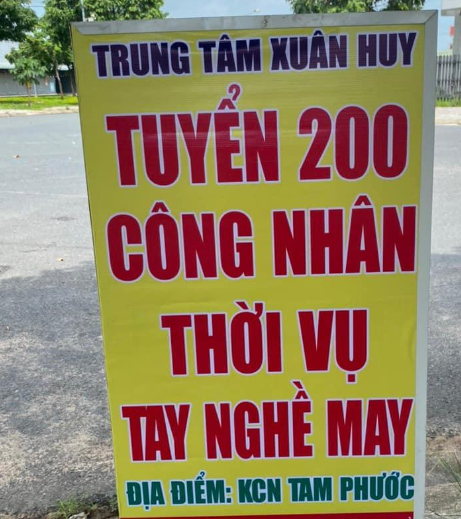 TRUNG TÂM XUÂN HUY
TUYỂN 200
CÔNG NHÂN
THỜI VỤ
TAY NGHỀ MAY
ĐỊA ĐIỂM: KCN TAM PHƯỚC